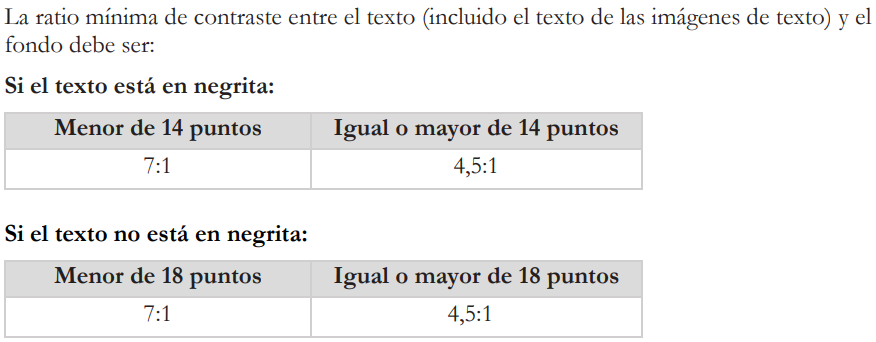 La ratio mínima de contraste entre el texto (incluido el texto de las imágenes de texto) y el
fondo debe ser:
Si el texto está en negrita:
Menor de 14 puntos Igual o mayor de 14 puntos
7:1 4,5:1
Si el texto no está en negrita:
Menor de 18 puntos Igual o mayor de 18 puntos
7:1 4,5:1